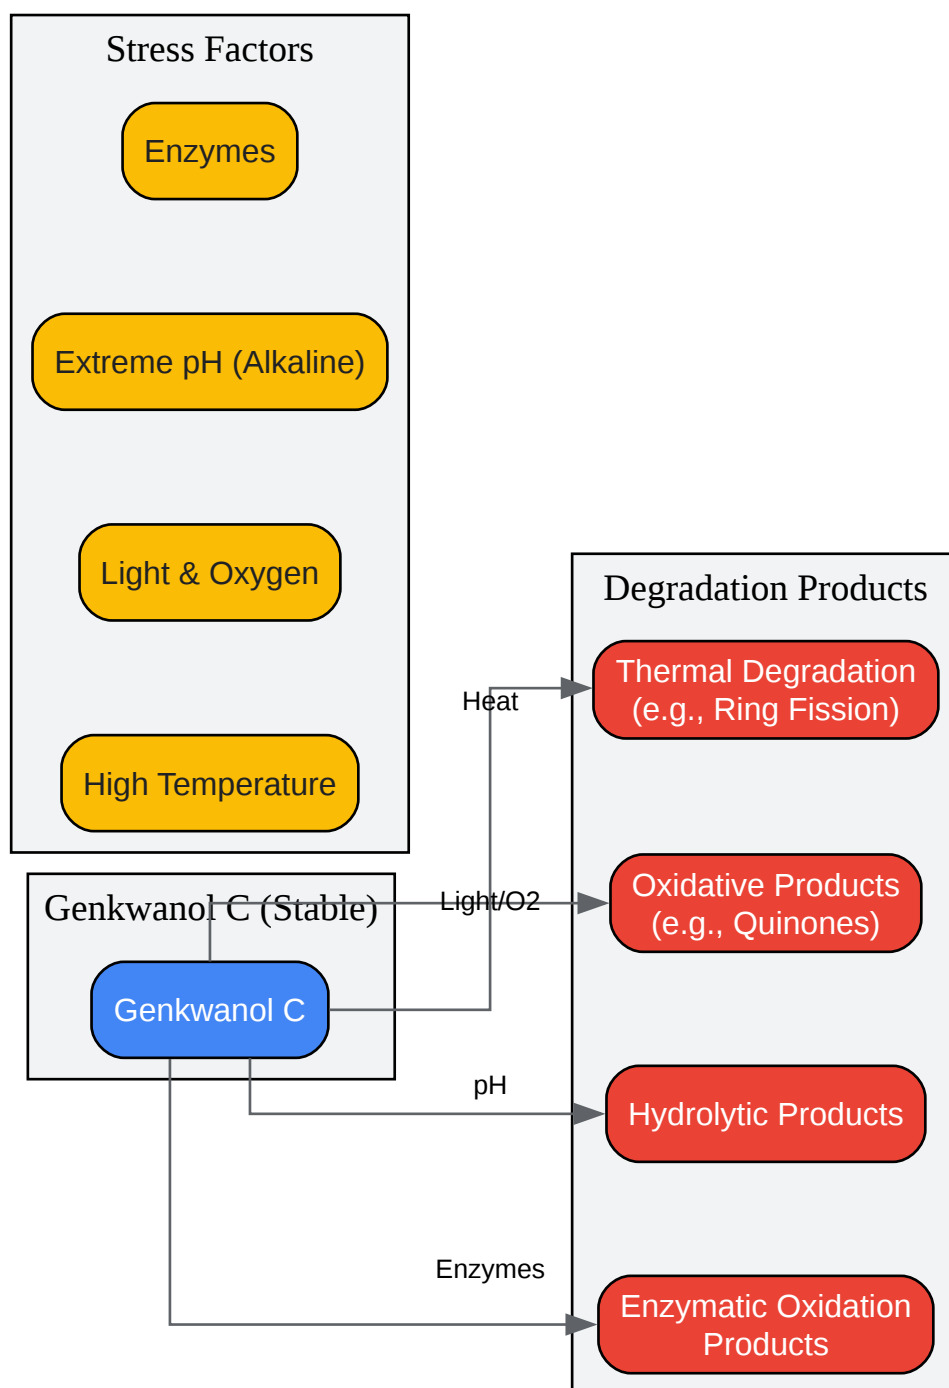 Stress Factors
Enzymes
Extreme pH (Alkaline)
Light & Oxygen
High Temperature
Genkwanol C (Stable)
Genkwanol C
Heat
Light/O2
pH
Enzymes
Degradation Products
Thermal Degradation
(e.g., Ring Fission)
Oxidative Products
(e.g., Quinones)
Hydrolytic Products
Enzymatic Oxidation
Products